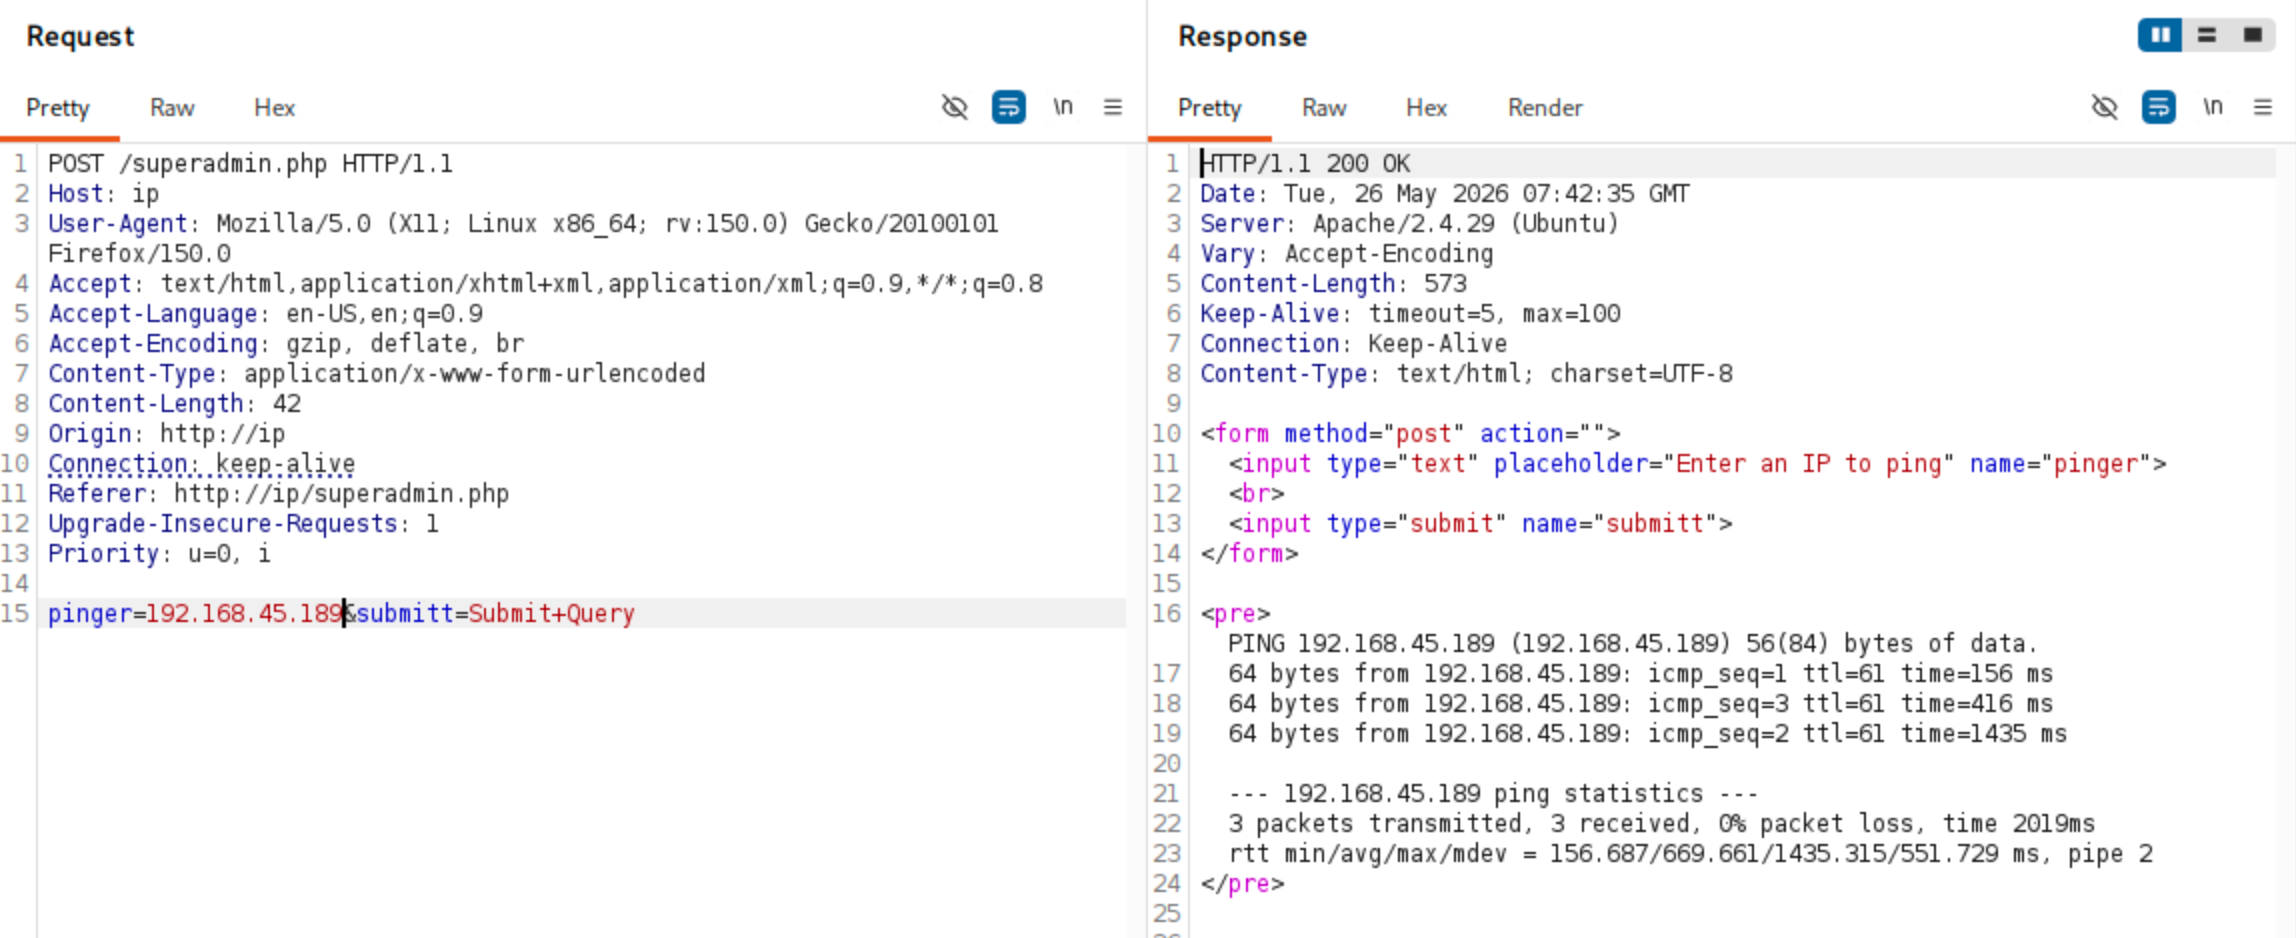 Request
Pretty Raw Hex \n
1 POST /superadmin.php HTTP/1.1
2 Host: ip
3 User-Agent: Mozilla/5.0 (X11; Linux x86_64; rv:150.0) Gecko/20100101
Firefox/150.0
4 Accept: text/html,application/xhtml+xml,application/xml;q=0.9,*/*;q=0.8
5 Accept-Language: en-US,en;q=0.9
6 Accept-Encoding: gzip, deflate, br
7 Content-Type: application/x-www-form-urlencoded
8 Content-Length: 42
9 Origin: http://ip
10 Connection: keep-alive
11 Referer: http://ip/superadmin.php
12 Upgrade-Insecure-Requests: 1
13 Priority: u=0, i
14
15 pinger=192.168.45.189&submitt=Submit+Query
Response
Pretty Raw Hex Render \n
1 HTTP/1.1 200 OK
2 Date: Tue, 26 May 2026 07:42:35 GMT
3 Server: Apache/2.4.29 (Ubuntu)
4 Vary: Accept-Encoding
5 Content-Length: 573
6 Keep-Alive: timeout=5, max=100
7 Connection: Keep-Alive
8 Content-Type: text/html; charset=UTF-8
9
10 <form method="post" action="">
11 <input type="text" placeholder="Enter an IP to ping" name="pinger">
12 <br>
13 <input type="submit" name="submitt">
14 </form>
15
16 <pre>
PING 192.168.45.189 (192.168.45.189) 56(84) bytes of data.
17 64 bytes from 192.168.45.189: icmp_seq=1 ttl=61 time=156 ms
18 64 bytes from 192.168.45.189: icmp_seq=3 ttl=61 time=416 ms
19 64 bytes from 192.168.45.189: icmp_seq=2 ttl=61 time=1435 ms
20
21 --- 192.168.45.189 ping statistics ---
22 3 packets transmitted, 3 received, 0% packet loss, time 2019ms
23 rtt min/avg/max/mdev = 156.687/669.661/1435.315/551.729 ms, pipe 2
24 </pre>
25